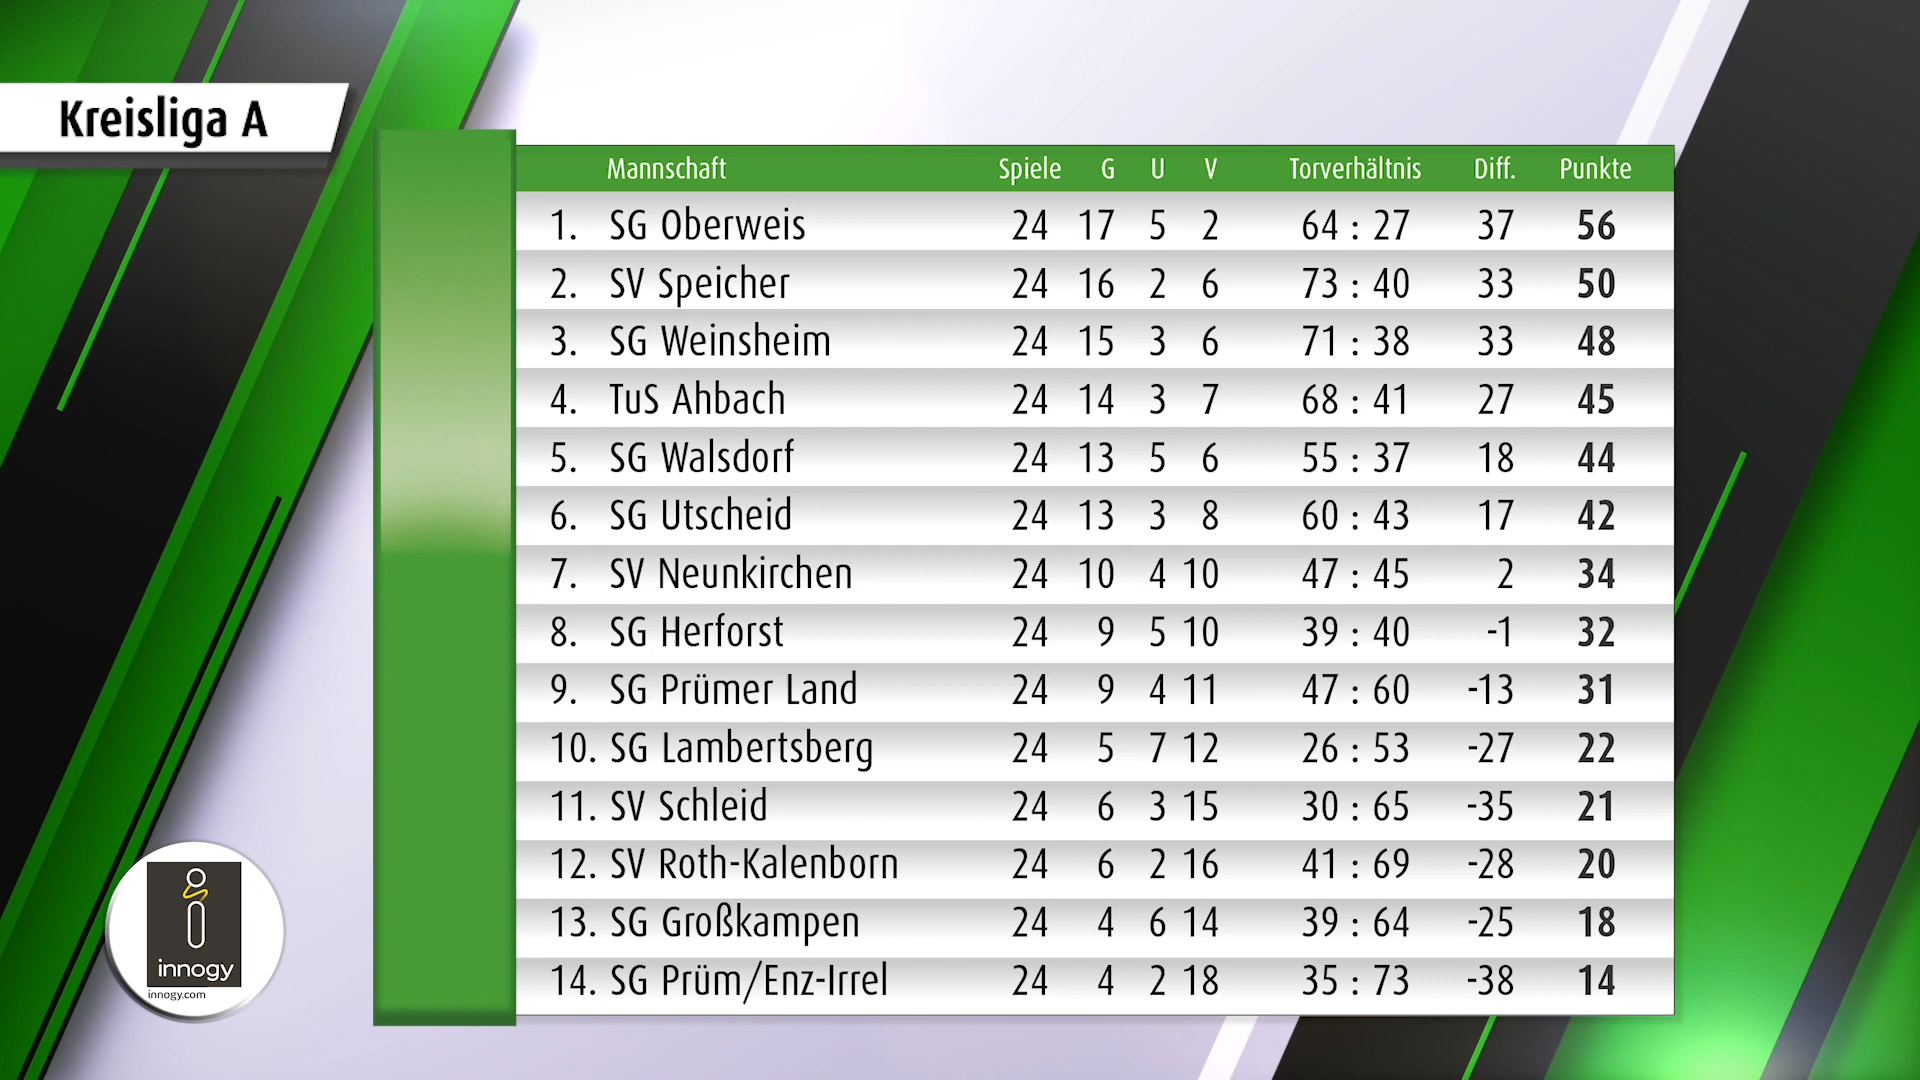 Kreisliga A
Mannschaft Spiele G U V Torverhältnis Diff. Punkte
1. SG Oberweis 24 17 5 2 64 : 27 37 56
2. SV Speicher 24 16 2 6 73 : 40 33 50
3. SG Weinsheim 24 15 3 6 71 : 38 33 48
4. TuS Ahbach 24 14 3 7 68 : 41 27 45
5. SG Walsdorf 24 13 5 6 55 : 37 18 44
6. SG Utscheid 24 13 3 8 60 : 43 17 42
7. SV Neunkirchen 24 10 4 10 47 : 45 2 34
8. SG Herforst 24 9 5 10 39 : 40 -1 32
9. SG Prümer Land 24 9 4 11 47 : 60 -13 31
10. SG Lambertsberg 24 5 7 12 26 : 53 -27 22
11. SV Schleid 24 6 3 15 30 : 65 -35 21
12. SV Roth-Kalenborn 24 6 2 16 41 : 69 -28 20
13. SG Großkampen 24 4 6 14 39 : 64 -25 18
14. SG Prüm/Enz-Irrel 24 4 2 18 35 : 73 -38 14
innogy
innogy.com